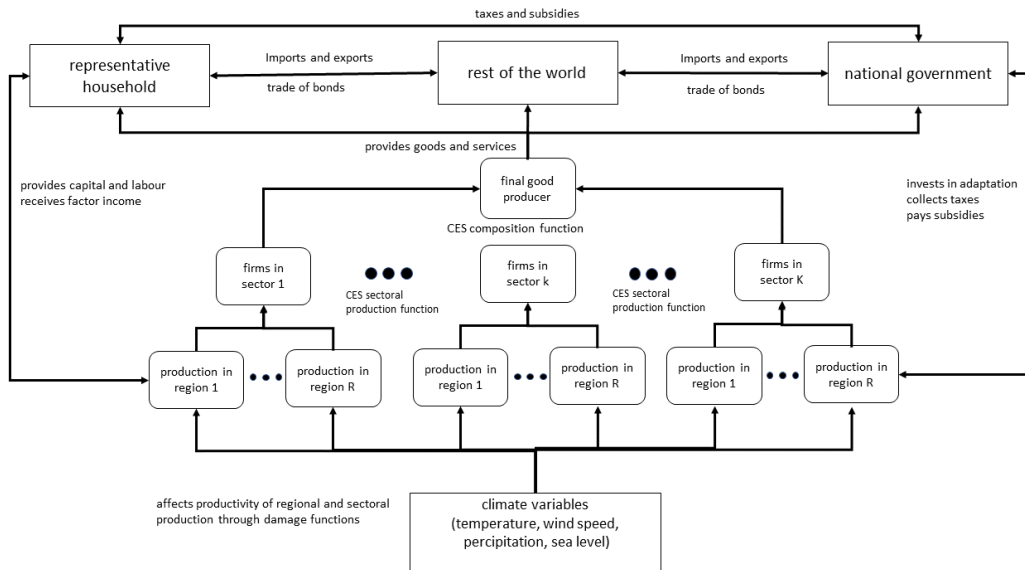 taxes and subsidies
representative
household
Imports and exports
trade of bonds
rest of the world
Imports and exports
trade of bonds
national government
provides goods and services
provides capital and labour
receives factor income
final good
producer
CES composition function
invests in adaptation
collects taxes
pays subsidies
firms in
sector 1
CES sectoral
production function
firms in
sector k
CES sectoral
production function
firms in
sector K
production in
region 1
production in
region R
production in
region 1
production in
region R
production in
region 1
production in
region R
affects productivity of regional and sectoral
production through damage functions
climate variables
(temperature, wind speed,
percipitation, sea level)